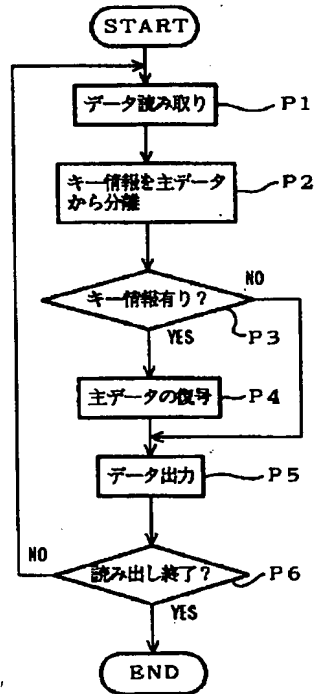 START
データ読み取り
P1
キー情報を主データ
から分離
P2
キー情報有り?
NO
P3
YES
主データの復号
P4
データ出力
P5
NO
読み出し終了?
P6
YES
END